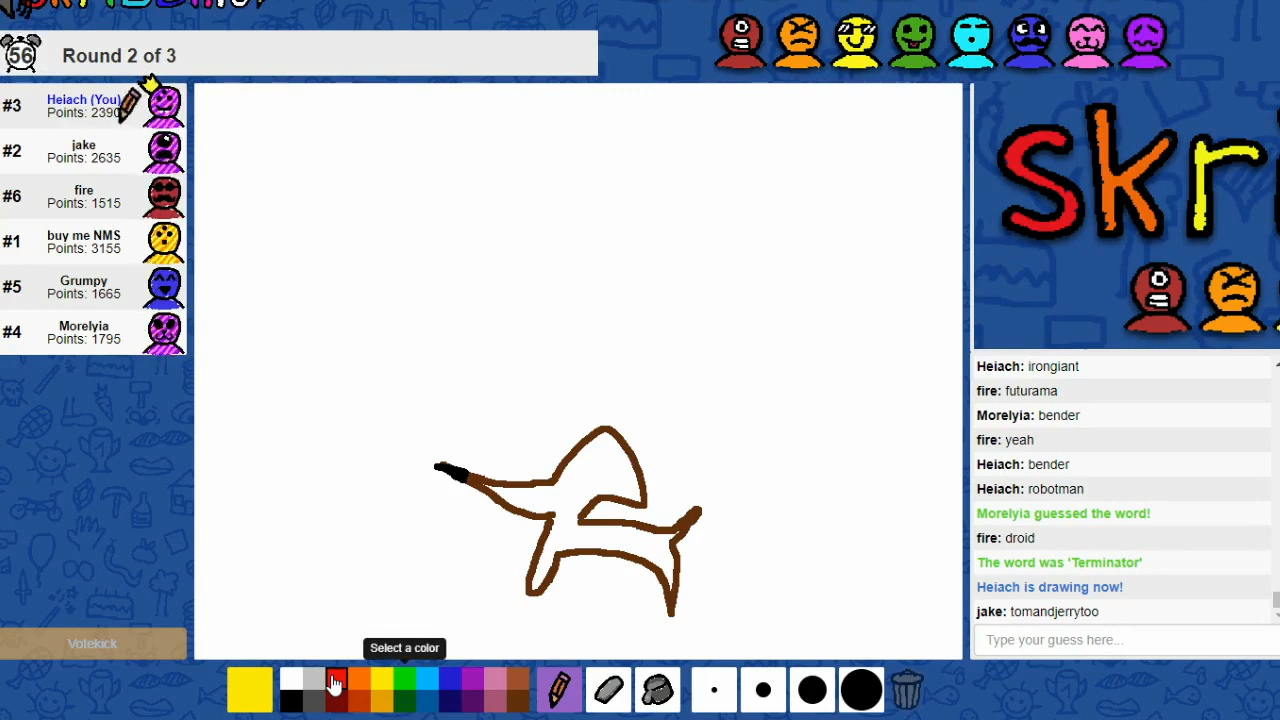 56 Round 2 of 3
#3 Heiach (You)
Points: 2390
#2 jake
Points: 2635
#6 fire
Points: 1515
#1 buy me NMS
Points: 3155
#5 Grumpy
Points: 1665
#4 Morelyia
Points: 1795
Votekick
Select a color
skr
Heiach: irongiant
fire: futurama
Morelyia: bender
fire: yeah
Heiach: bender
Heiach: robotman
Morelyia guessed the word!
fire: droid
The word was 'Terminator'
Heiach is drawing now!
jake: tomandjerrytoo
Type your guess here...